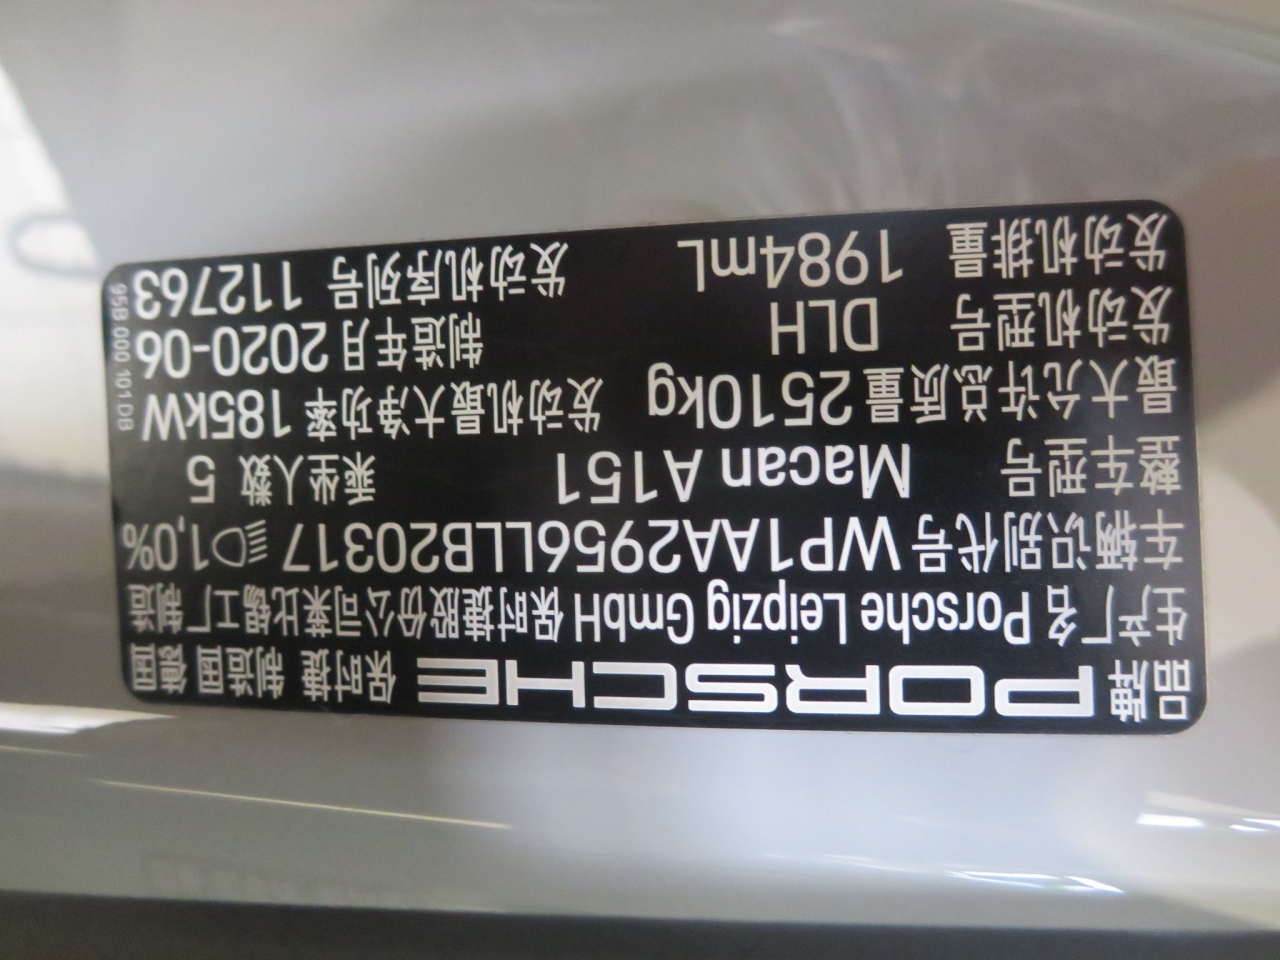 品牌 PORSCHE 保时捷 制造国 德国
生产厂名 Porsche Leipzig GmbH 保时捷股份公司莱比锡工厂制造
车辆识别代号 WP1AA2956LLB20317 1,0%
整车型号 Macan A151 乘坐人数 5
最大允许总质量 2510kg 发动机最大净功率 185kW
发动机型号 DLH 制造年月 2020-06
发动机排量 1984mL 发动机序列号 112763
95B.000.101.DB